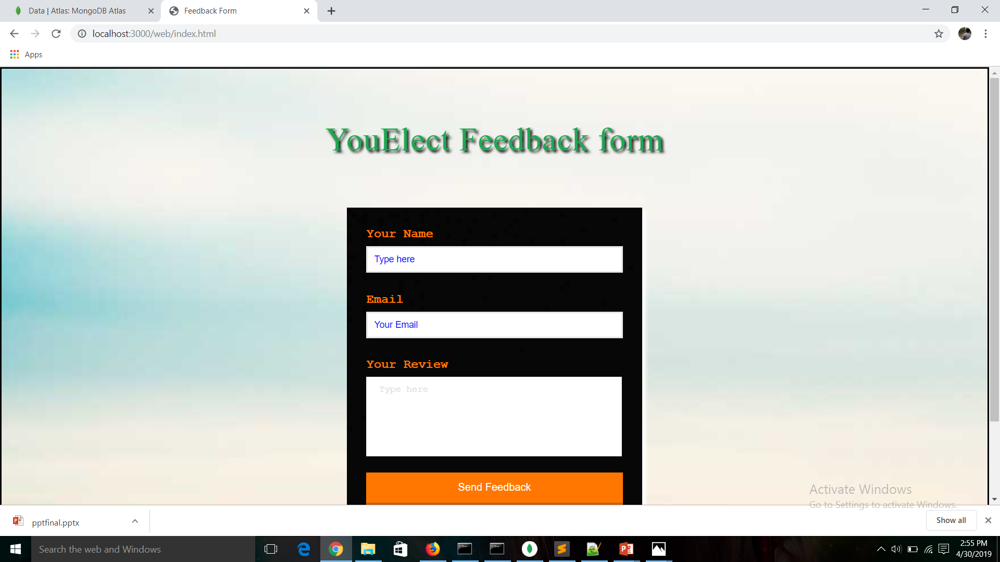 Data | Atlas: MongoDB Atlas
Feedback Form
localhost:3000/web/index.html
Apps
YouElect Feedback form
Your Name
Type here
Email
Your Email
Your Review
Type here
Send Feedback
Activate Windows
Go to Settings to activate Windows.
pptfinal.pptx
Show all
Search the web and Windows
2:55 PM
4/30/2019